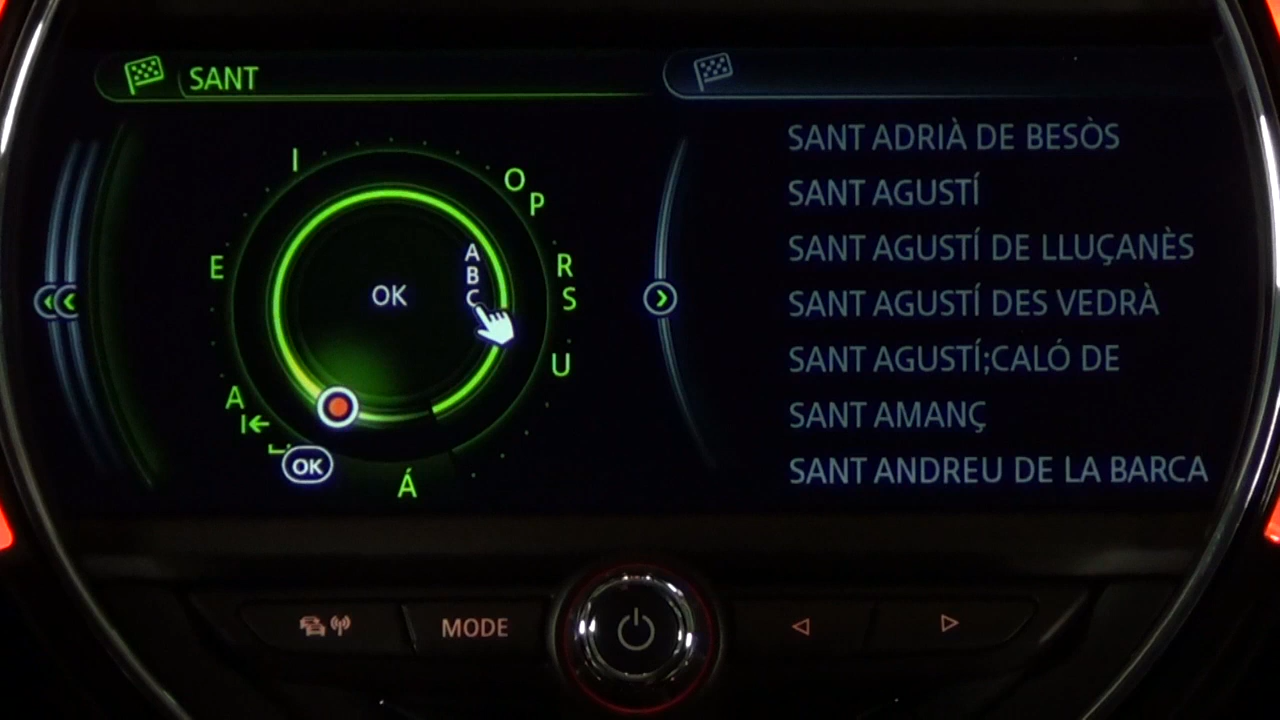 SANT
I
O
P
A
B
C
E
R
S
OK
U
A
OK
Á
SANT ADRIÀ DE BESÒS
SANT AGUSTÍ
SANT AGUSTÍ DE LLUÇANÈS
SANT AGUSTÍ DES VEDRÀ
SANT AGUSTÍ;CALÓ DE
SANT AMANÇ
SANT ANDREU DE LA BARCA
MODE